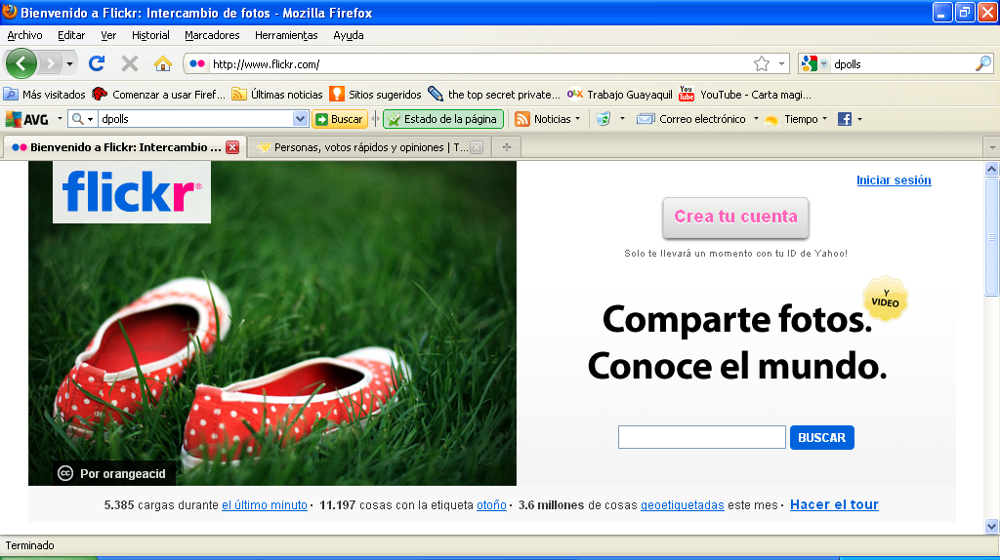 Bienvenido a Flickr: Intercambio de fotos - Mozilla Firefox
Archivo Editar Ver Historial Marcadores Herramientas Ayuda
http://www.flickr.com/ dpolls
Más visitados Comenzar a usar Firef... Últimas noticias Sitios sugeridos the top secret private... Trabajo Guayaquil YouTube - Carta magi...
AVG dpolls Buscar Estado de la página Noticias Correo electrónico Tiempo
Bienvenido a Flickr: Intercambio ... Personas, votos rápidos y opiniones | T...
flickr®
Iniciar sesión
Crea tu cuenta
Solo te llevará un momento con tu ID de Yahoo!
Y
VIDEO
Comparte fotos.
Conoce el mundo.
BUSCAR
cc Por orangeacid
5.385 cargas durante el último minuto · 11.197 cosas con la etiqueta otoño · 3.6 millones de cosas geoetiquetadas este mes · Hacer el tour
Terminado